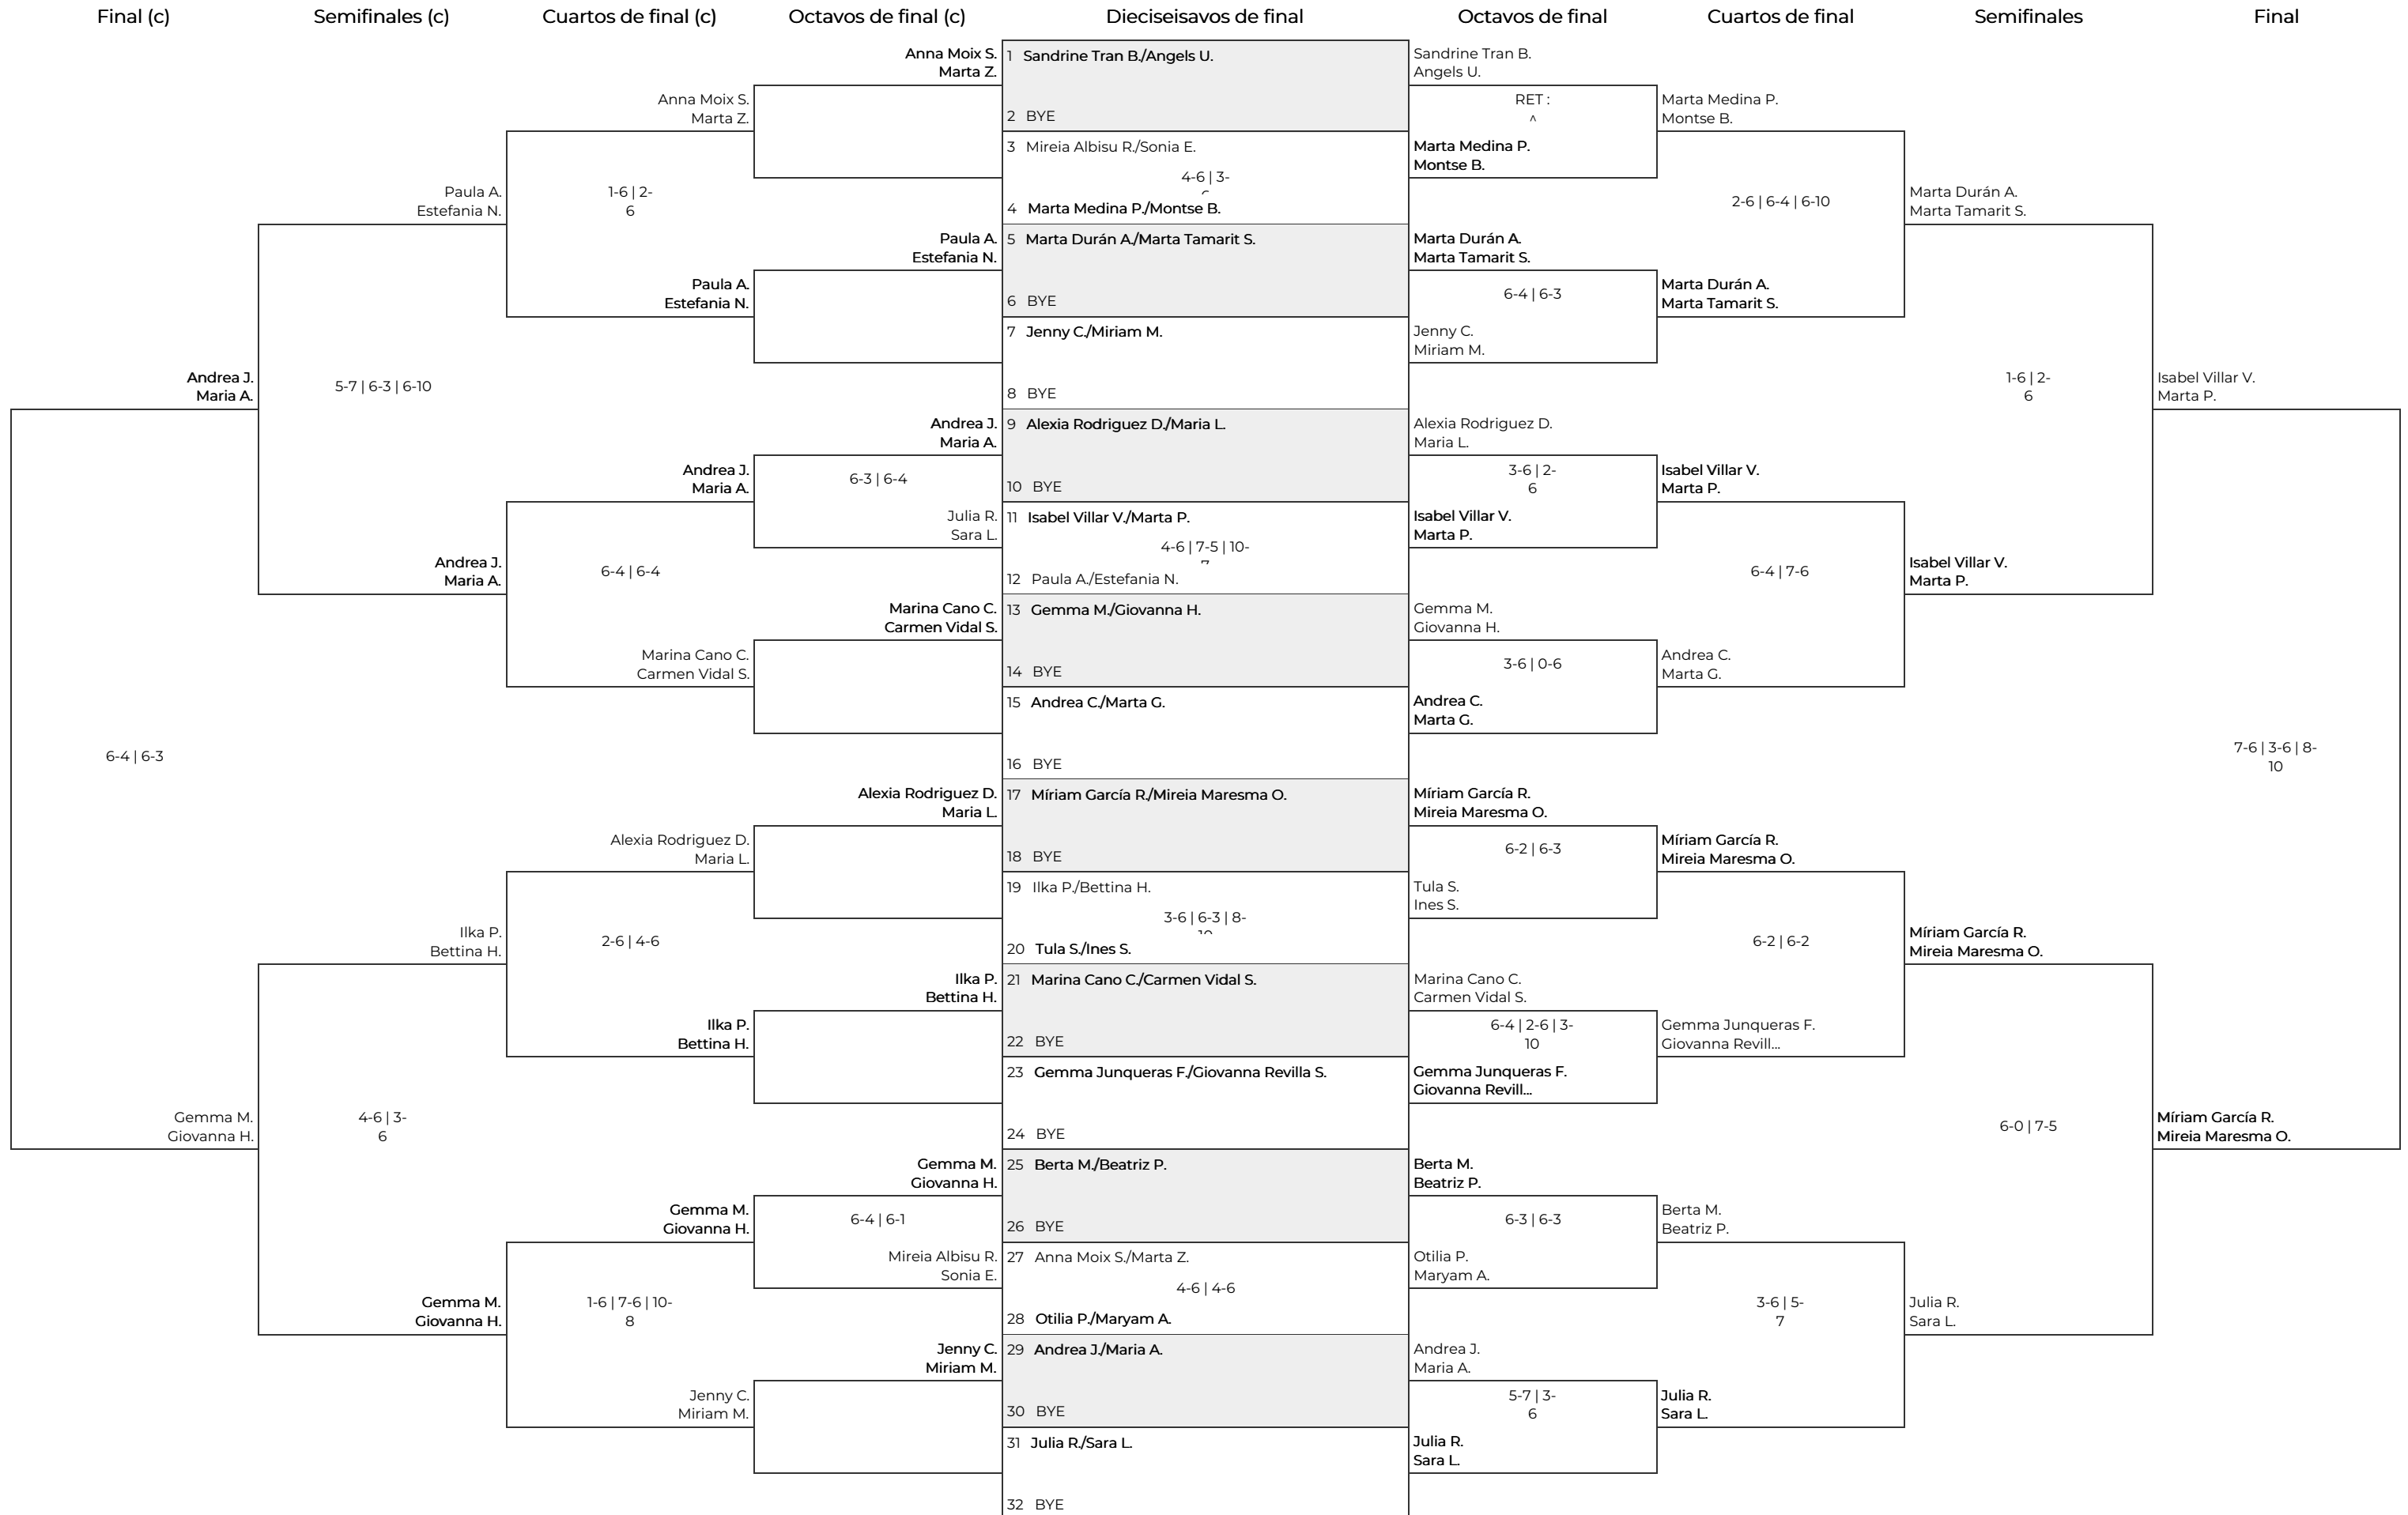 Final (c)
Semifinales (c)
Cuartos de final (c)
Octavos de final (c)
Dieciseisavos de final
Octavos de final
Cuartos de final
Semifinales
Final
Andrea J.
Maria A.
6-4 | 6-3
Gemma M.
Giovanna H.
Paula A.
Estefania N.
5-7 | 6-3 | 6-10
Andrea J.
Maria A.
Ilka P.
Bettina H.
4-6 | 3-
6
Gemma M.
Giovanna H.
Anna Moix S.
Marta Z.
1-6 | 2-
6
Paula A.
Estefania N.
Andrea J.
Maria A.
6-4 | 6-4
Marina Cano C.
Carmen Vidal S.
Alexia Rodriguez D.
Maria L.
2-6 | 4-6
Ilka P.
Bettina H.
Gemma M.
Giovanna H.
1-6 | 7-6 | 10-
8
Jenny C.
Miriam M.
Anna Moix S.
Marta Z.
Paula A.
Estefania N.
Andrea J.
Maria A.
6-3 | 6-4
Julia R.
Sara L.
Marina Cano C.
Carmen Vidal S.
Alexia Rodriguez D.
Maria L.
Ilka P.
Bettina H.
Gemma M.
Giovanna H.
6-4 | 6-1
Mireia Albisu R.
Sonia E.
Jenny C.
Miriam M.
1 Sandrine Tran B./Angels U.
2 BYE
3 Mireia Albisu R./Sonia E.
4-6 | 3-
4 Marta Medina P./Montse B.
5 Marta Durán A./Marta Tamarit S.
6 BYE
7 Jenny C./Miriam M.
8 BYE
9 Alexia Rodriguez D./Maria L.
10 BYE
11 Isabel Villar V./Marta P.
4-6 | 7-5 | 10-
12 Paula A./Estefania N.
13 Gemma M./Giovanna H.
14 BYE
15 Andrea C./Marta G.
16 BYE
17 Míriam García R./Mireia Maresma O.
18 BYE
19 Ilka P./Bettina H.
3-6 | 6-3 | 8-
20 Tula S./Ines S.
21 Marina Cano C./Carmen Vidal S.
22 BYE
23 Gemma Junqueras F./Giovanna Revilla S.
24 BYE
25 Berta M./Beatriz P.
26 BYE
27 Anna Moix S./Marta Z.
4-6 | 4-6
28 Otilia P./Maryam A.
29 Andrea J./Maria A.
30 BYE
31 Julia R./Sara L.
32 BYE
Sandrine Tran B.
Angels U.
RET :
^
Marta Medina P.
Montse B.
Marta Durán A.
Marta Tamarit S.
6-4 | 6-3
Jenny C.
Miriam M.
Alexia Rodriguez D.
Maria L.
3-6 | 2-
6
Isabel Villar V.
Marta P.
Gemma M.
Giovanna H.
3-6 | 0-6
Andrea C.
Marta G.
Míriam García R.
Mireia Maresma O.
6-2 | 6-3
Tula S.
Ines S.
Marina Cano C.
Carmen Vidal S.
6-4 | 2-6 | 3-
10
Gemma Junqueras F.
Giovanna Revill...
Berta M.
Beatriz P.
6-3 | 6-3
Otilia P.
Maryam A.
Andrea J.
Maria A.
5-7 | 3-
6
Julia R.
Sara L.
Marta Medina P.
Montse B.
2-6 | 6-4 | 6-10
Marta Durán A.
Marta Tamarit S.
Isabel Villar V.
Marta P.
6-4 | 7-6
Andrea C.
Marta G.
Míriam García R.
Mireia Maresma O.
6-2 | 6-2
Gemma Junqueras F.
Giovanna Revill...
Berta M.
Beatriz P.
3-6 | 5-
7
Julia R.
Sara L.
Marta Durán A.
Marta Tamarit S.
1-6 | 2-
6
Isabel Villar V.
Marta P.
Míriam García R.
Mireia Maresma O.
6-0 | 7-5
Julia R.
Sara L.
Isabel Villar V.
Marta P.
7-6 | 3-6 | 8-
10
Míriam García R.
Mireia Maresma O.